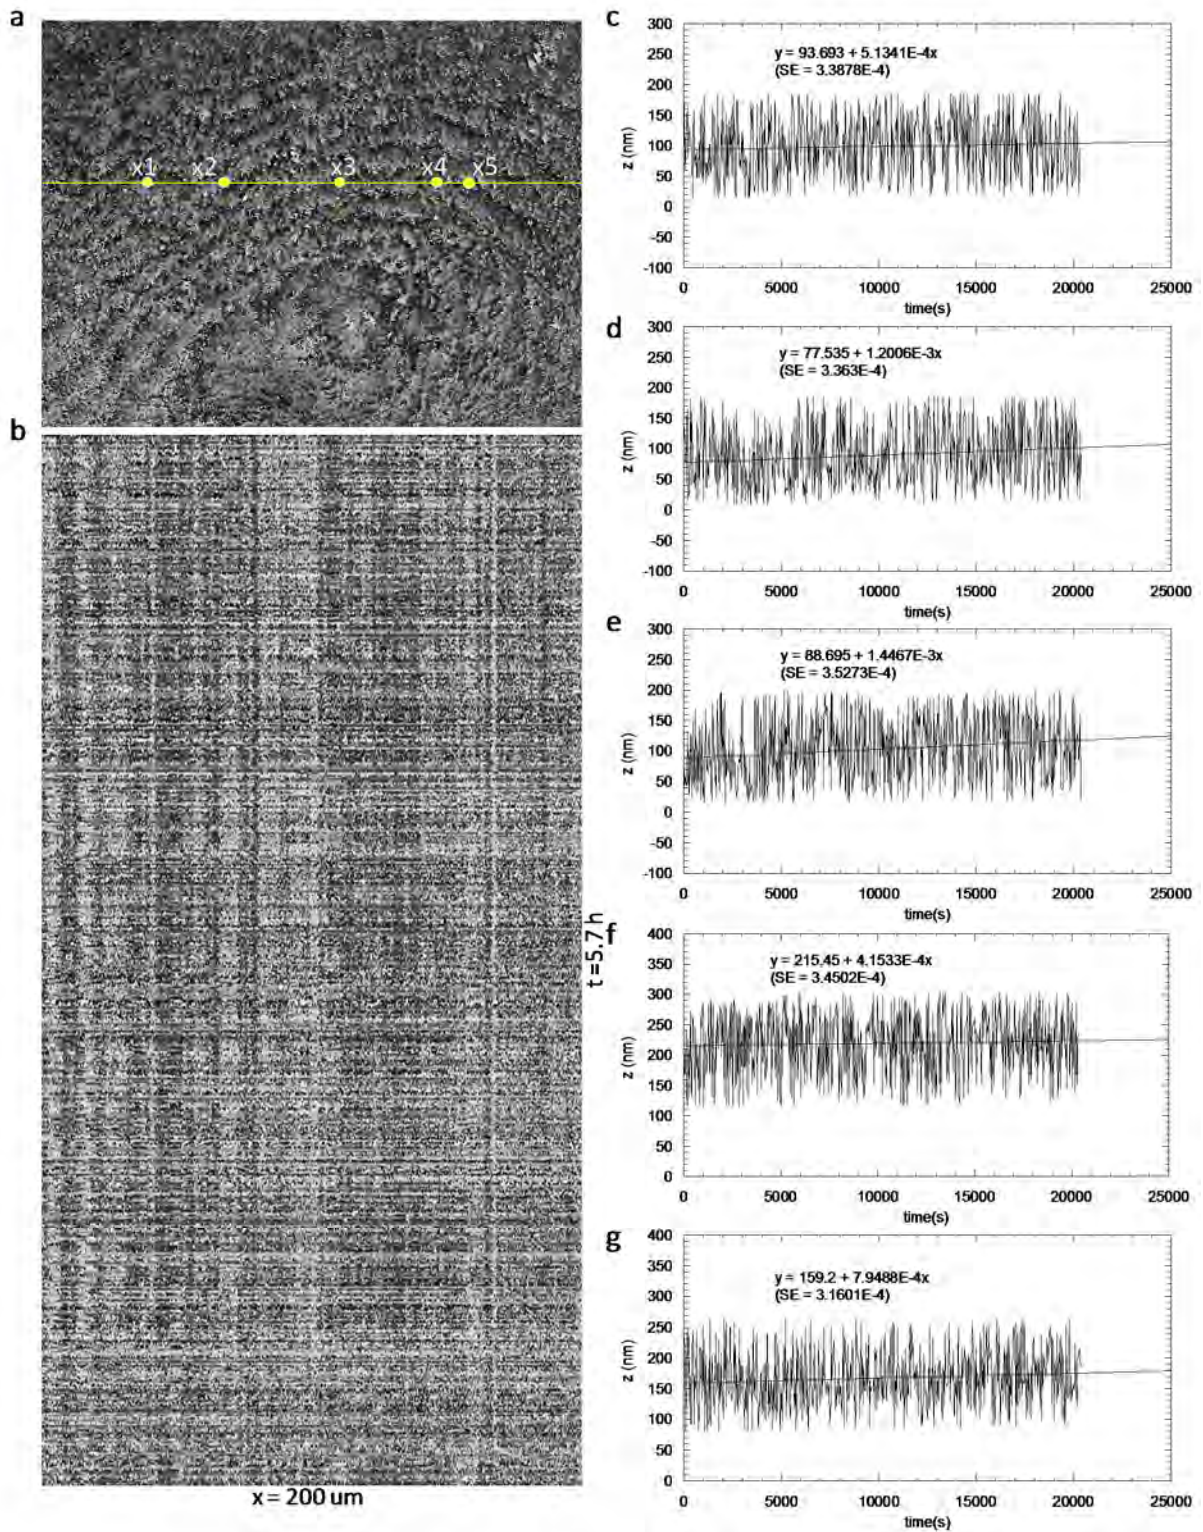 a
x1 x2 x3 x4 x5
b
t = 5.7 h
x = 200 um
c
300
250
200
150
100
50
0
-50
-100
z (nm)
y = 93.693 + 5.1341E-4x
(SE = 3.3878E-4)
0 5000 10000 15000 20000 25000
time(s)
d
300
250
200
150
100
50
0
-50
-100
z (nm)
y = 77.535 + 1.2006E-3x
(SE = 3.363E-4)
0 5000 10000 15000 20000 25000
time(s)
e
300
250
200
150
100
50
0
-50
-100
z (nm)
y = 88.695 + 1.4467E-3x
(SE = 3.5273E-4)
0 5000 10000 15000 20000 25000
time(s)
f
400
350
300
250
200
150
100
50
0
z (nm)
y = 215.45 + 4.1533E-4x
(SE = 3.4502E-4)
0 5000 10000 15000 20000 25000
time(s)
g
400
350
300
250
200
150
100
50
0
z (nm)
y = 159.2 + 7.9488E-4x
(SE = 3.1601E-4)
0 5000 10000 15000 20000 25000
time(s)